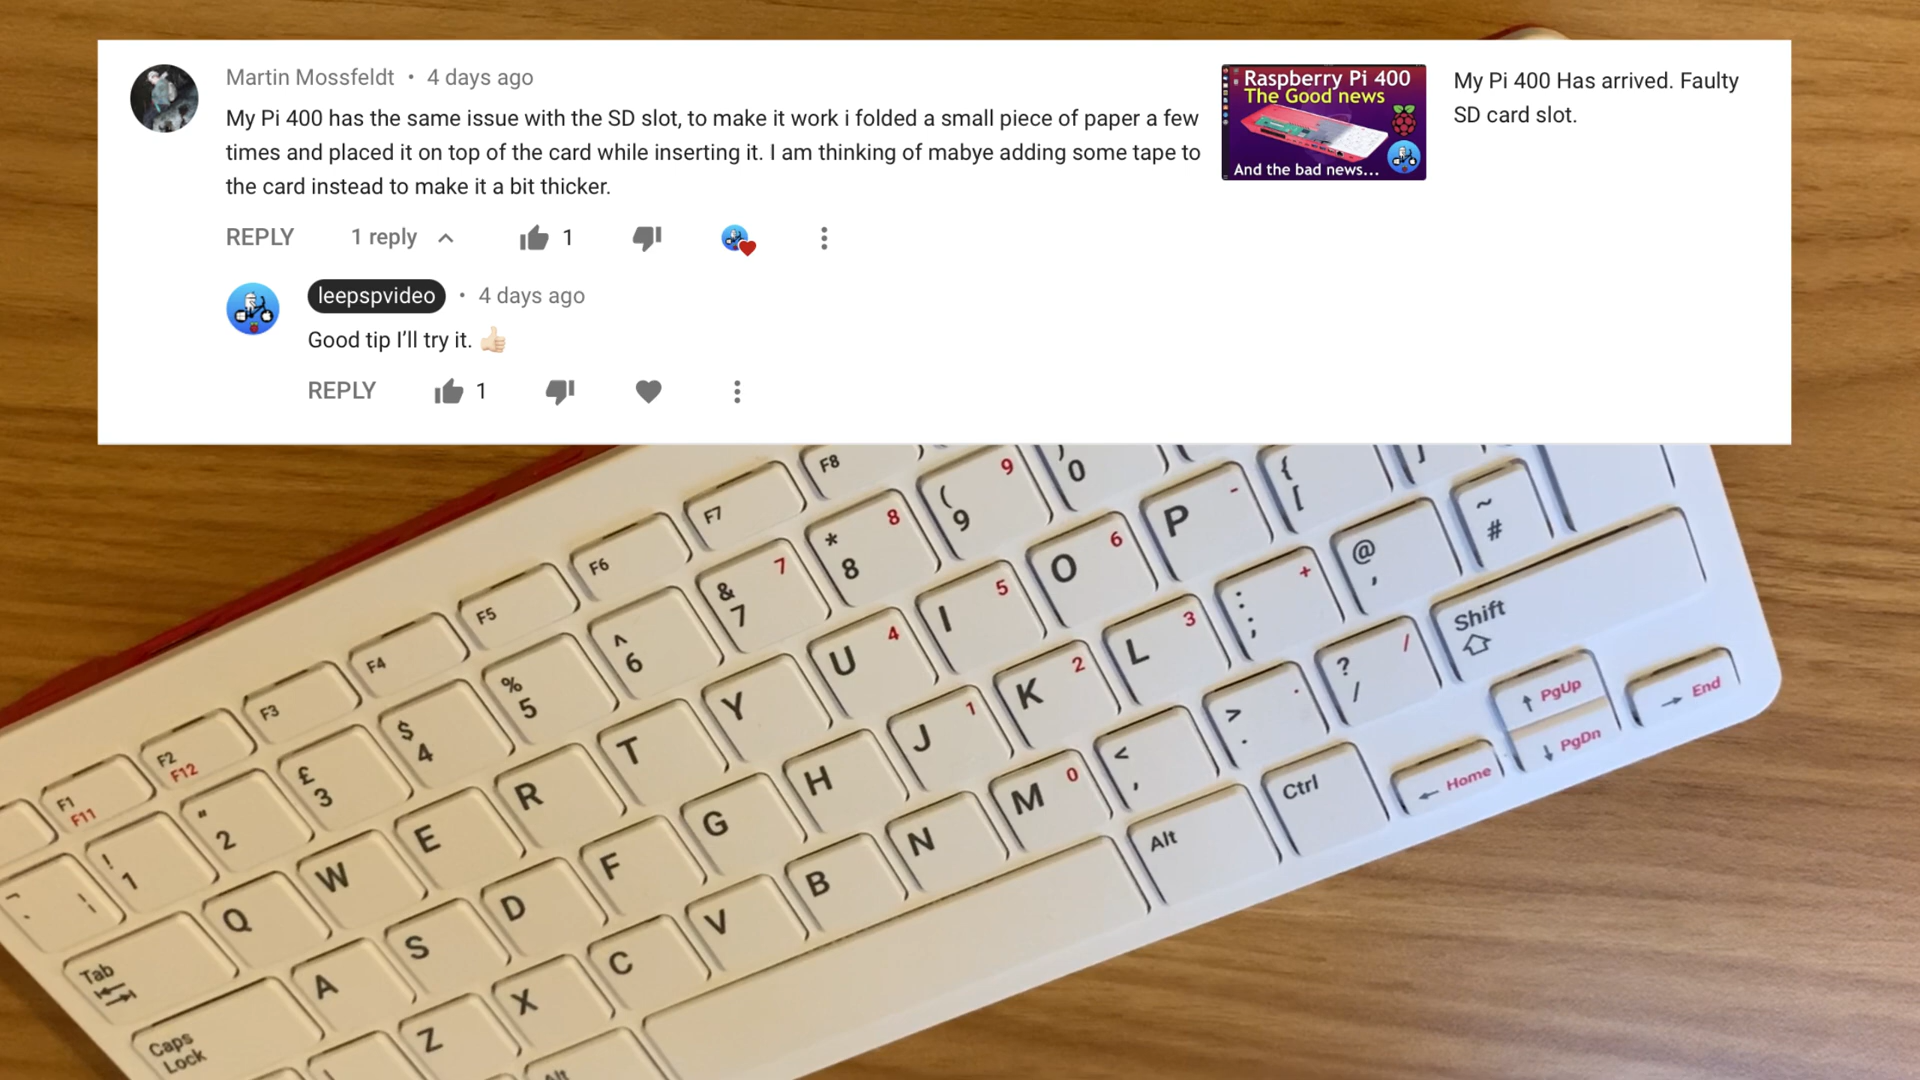 Martin Mossfeldt • 4 days ago
My Pi 400 has the same issue with the SD slot, to make it work i folded a small piece of paper a few
times and placed it on top of the card while inserting it. I am thinking of mabye adding some tape to
the card instead to make it a bit thicker.
REPLY 1 reply 1
leepspvideo • 4 days ago
Good tip I'll try it. 👍🏻
REPLY 1
Raspberry Pi 400
The Good news
And the bad news...
My Pi 400 Has arrived. Faulty
SD card slot.
F1 F11 F2 F12 F3 F4 F5 F6 F7 F8
! 1 " 2 £ 3 $ 4 % 5 ^ 6 & 7 7 * 8 8 ( 9 9 ) 0
Tab Q W E R T Y U 4 I 5 O 6 P - { [
Caps Lock A S D F G H J 1 K 2 L 3 : ; + @ ' ~ #
Z X C V B N M 0 < , > . . ? / / Shift
Alt Alt Ctrl Home PgUp PgDn End